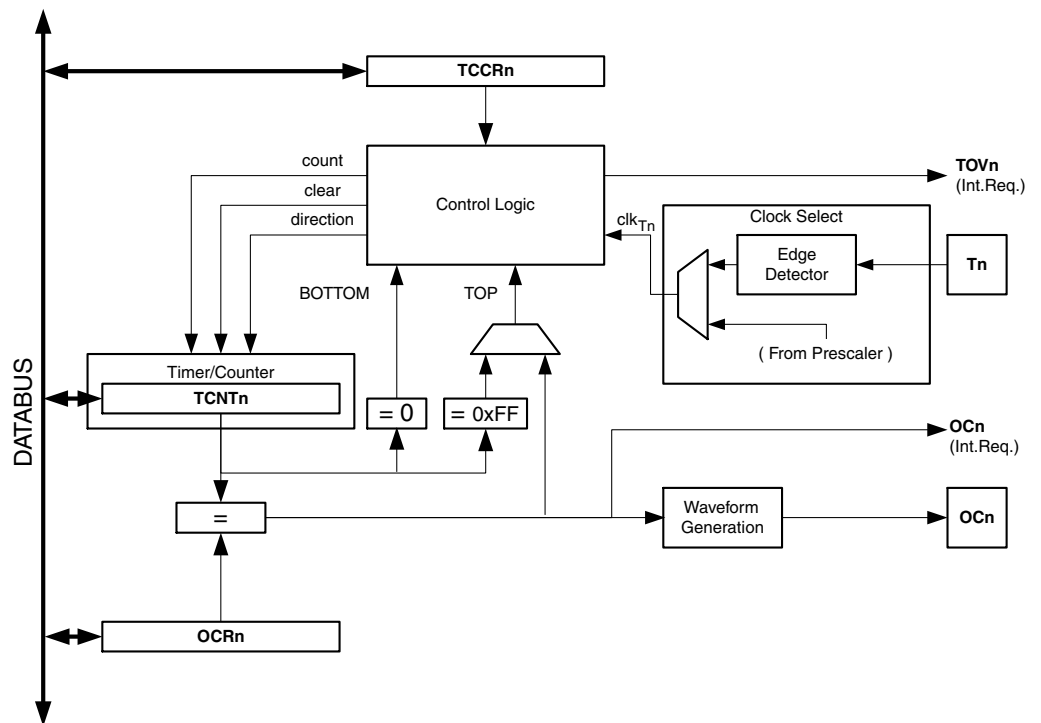 TCCRn
count
clear
direction
Control Logic
TOVn
(Int.Req.)
clkTn
Clock Select
Edge
Detector
Tn
( From Prescaler )
BOTTOM
TOP
DATABUS
Timer/Counter
TCNTn
= 0
= 0xFF
OCn
(Int.Req.)
=
Waveform
Generation
OCn
OCRn